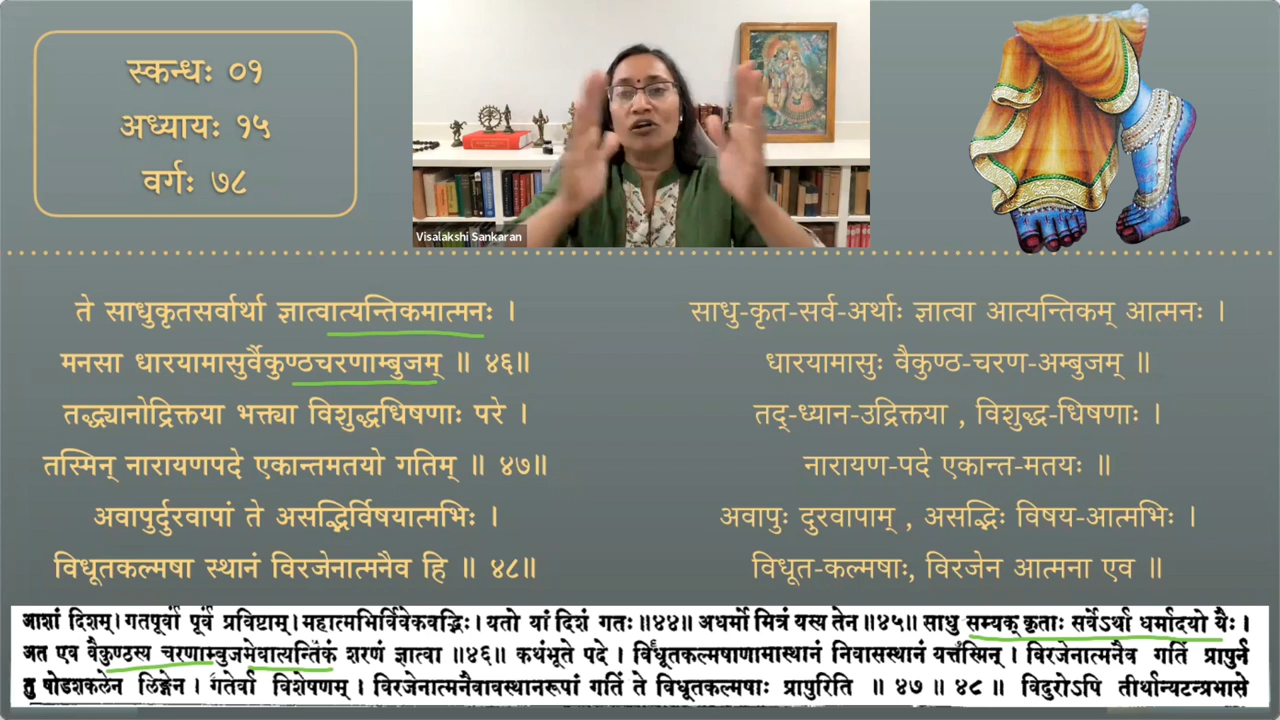 स्कन्धः ०१
अध्यायः १५
वर्गः ७८
Visalakshi Sankaran
ते साधुकृतसर्वार्था ज्ञात्वात्यन्तिकमात्मनः ।
मनसा धारयामासुर्वैकुण्ठचरणाम्बुजम् ॥ ४६॥
तद्ध्यानोद्रिक्तया भक्त्या विशुद्धधिषणाः परे ।
तस्मिन् नारायणपदे एकान्तमतयो गतिम् ॥ ४७॥
अवापुर्दुरवापां ते असद्भिर्विषयात्मभिः ।
विधूतकल्मषा स्थानं विरजेनात्मनैव हि ॥ ४८॥
साधु-कृत-सर्व-अर्थाः ज्ञात्वा आत्यन्तिकम् आत्मनः ।
धारयामासुः वैकुण्ठ-चरण-अम्बुजम् ॥
तद्-ध्यान-उद्रिक्तया , विशुद्ध-धिषणाः ।
नारायण-पदे एकान्त-मतयः ॥
अवापुः दुरवापाम् , असद्भिः विषय-आत्मभिः ।
विधूत-कल्मषाः, विरजेन आत्मना एव ॥
आशां दिशम्। गतपूर्वां पूर्वं प्रविष्टाम्। महात्मभिर्विवेकवद्भिः। यतो यां दिशं गतः ॥४४॥ अधर्मो मित्रं यस्य तेन ॥४५॥ साधु सम्यक् कृताः सर्वेऽर्था धर्मादयो यैः।
अत एव वैकुण्ठस्य चरणाम्बुजमेवात्यन्तिकं शरणं ज्ञात्वा ॥४६॥ कथंभूते पदे । विधूतकल्मषाणामास्थानं निवासस्थानं यत्तस्मिन्। विरजेनात्मनैव गतिं प्रापुर्न
तु षोडशकलेन लिङ्गेन। गतेर्वा विशेषणम्। विरजेनात्मनैवावस्थानरूपां गतिं ते विधूतकल्मषाः प्रापुरिति ॥ ४७ ॥ ४८ ॥ विदुरोऽपि तीर्थान्यटन्प्रभासे